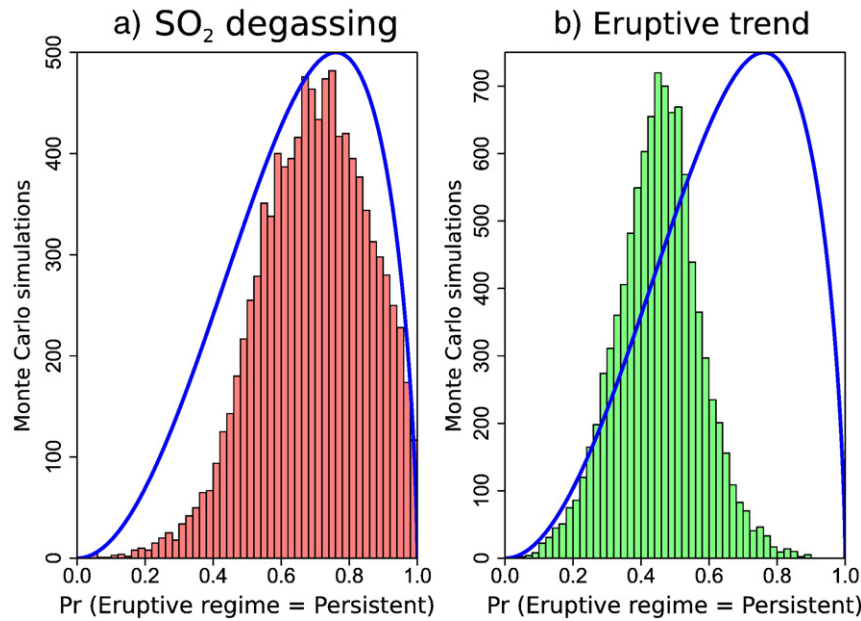 a) SO₂ degassing
500
400
300
200
100
0
Monte Carlo simulations
0.0 0.2 0.4 0.6 0.8 1.0
Pr (Eruptive regime = Persistent)
b) Eruptive trend
700
600
500
400
300
200
100
0
Monte Carlo simulations
0.0 0.2 0.4 0.6 0.8 1.0
Pr (Eruptive regime = Persistent)